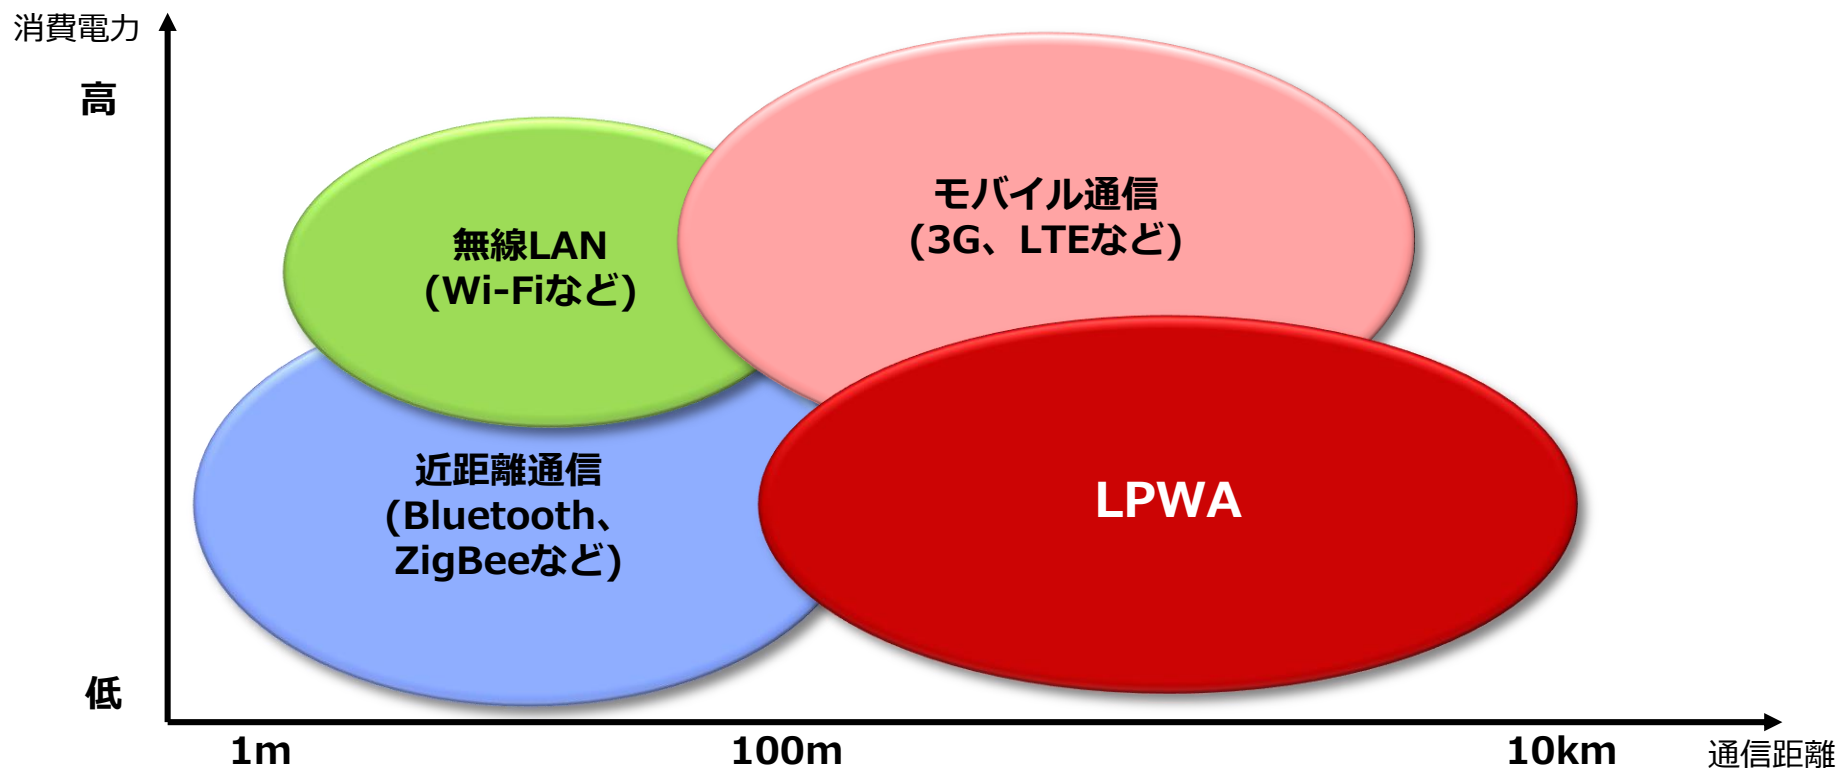 消費電力
高
モバイル通信
(3G、LTEなど)
無線LAN
(Wi-Fiなど)
近距離通信
(Bluetooth、
ZigBeeなど)
LPWA
低
1m
100m
10km
通信距離